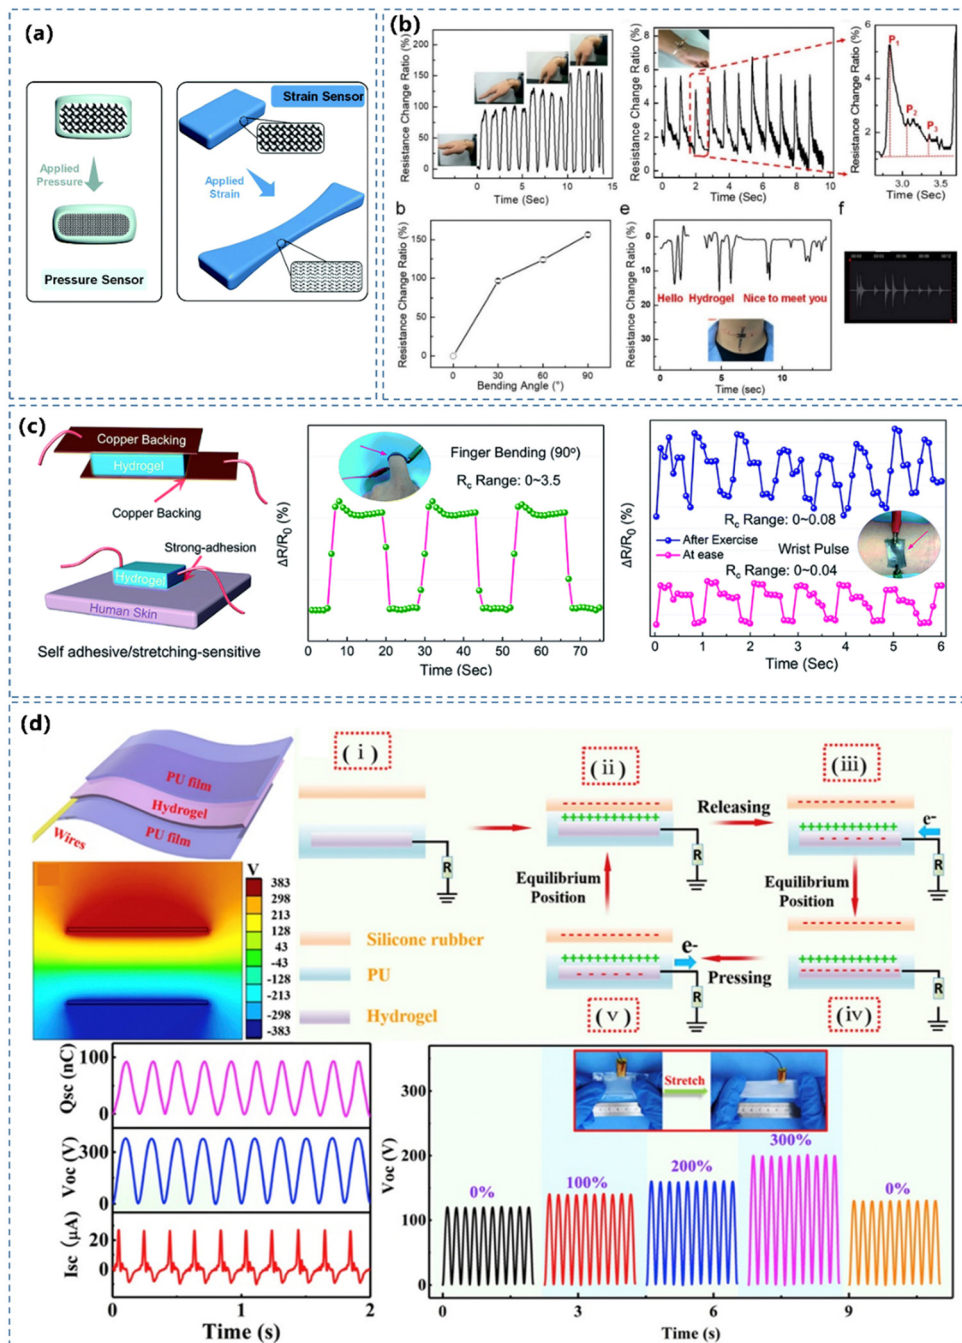 (a)
Strain Sensor
Applied
Pressure
Applied
Strain
Pressure Sensor
(b)
Resistance Change Ratio (%)
225
200
150
100
50
0
0 5 10 15
Time (Sec)
Resistance Change Ratio (%)
8
6
4
2
0
0 2 4 6 8 10
Time (Sec)
Resistance Change Ratio (%)
6
5
4
3
2
1
0
P1
P2
P3
3.0 3.5
Time (Sec)
b
Resistance Change Ratio (%)
150
100
50
0
0 30 60 90
Bending Angle (°)
e
Resistance Change Ratio (%)
0
10
20
30
Hello Hydrogel Nice to meet you
0 5 10
Time (sec)
f
(c)
Copper Backing
Hydrogel
Copper Backing
Strong-adhesion
Hydrogel
Human Skin
Self adhesive/stretching-sensitive
ΔR/R0 (%)
Finger Bending (90°)
Rc Range: 0~3.5
0 10 20 30 40 50 60 70
Time (Sec)
ΔR/R0 (%)
Rc Range: 0~0.08
After Exercise
At ease
Wrist Pulse
Rc Range: 0~0.04
0 1 2 3 4 5 6
Time (Sec)
(d)
PU film
Hydrogel
PU film
Wires
V
383
298
213
128
43
-43
-128
-213
-298
-383
(i)
(ii)
(iii)
Releasing
e-
R
R
R
Equilibrium
Position
Equilibrium
Position
Silicone rubber
PU
Hydrogel
e-
Pressing
R
R
(v)
(iv)
Qsc (nC)
100
0
Voc (V)
300
0
Isc (μA)
20
0
0 1 2
Time (s)
Voc (V)
300
200
100
0
Stretch
0%
100%
200%
300%
0%
0 3 6 9
Time (s)